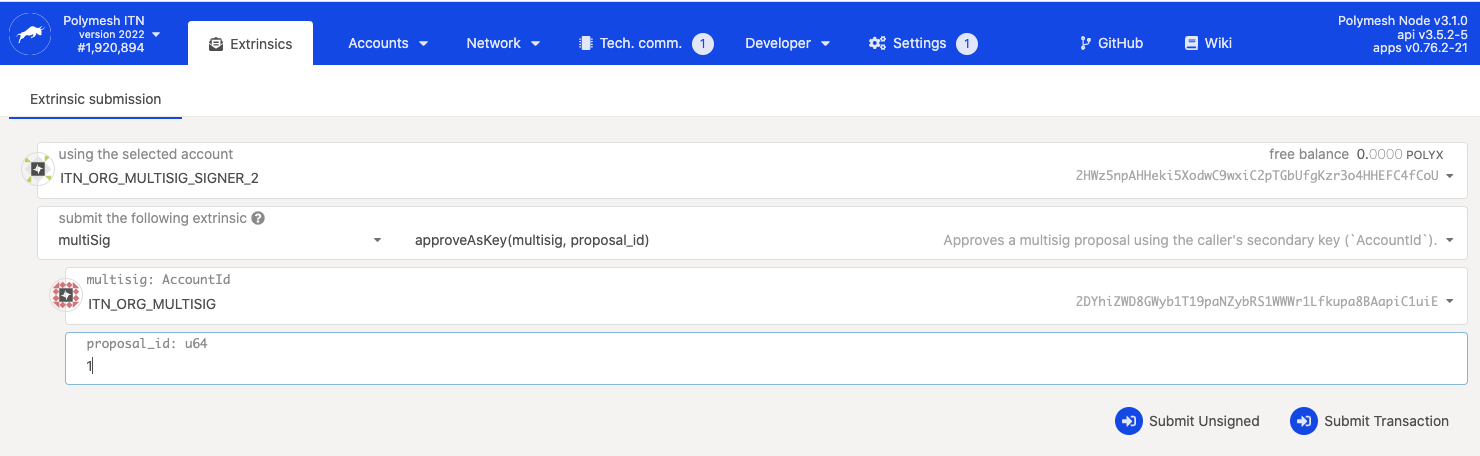 Polymesh ITN
version 2022
#1,920,894
Extrinsics
Accounts
Network
Tech. comm. 1
Developer
Settings 1
GitHub
Wiki
Polymesh Node v3.1.0
api v3.5.2-5
apps v0.76.2-21
Extrinsic submission
using the selected account
free balance 0.0000 POLYX
ITN_ORG_MULTISIG_SIGNER_2
2HWz5npAHHeki5XodwC9wxiC2pTGbUfgKzr3o4HHEFC4fCoU
submit the following extrinsic ?
multiSig
approveAsKey(multisig, proposal_id)
Approves a multisig proposal using the caller's secondary key (`AccountId`).
multisig: AccountId
ITN_ORG_MULTISIG
2DYhiZWD8GWyb1T19paNZybRS1WWWr1Lfkupa8BAapiC1uiE
proposal_id: u64
1
Submit Unsigned
Submit Transaction